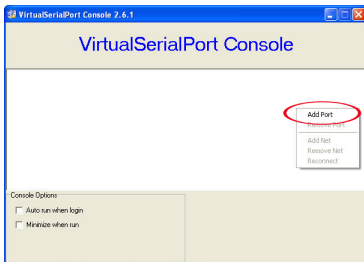 VirtualSerialPort Console 2.6.1
VirtualSerialPort Console
Add Port
Remove Port
Add Net
Remove Net
Reconnect
Console Options
Auto run when login
Minimize when run